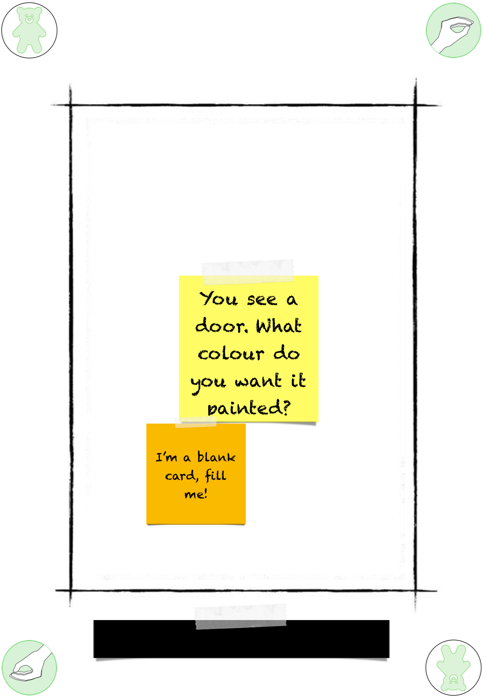 You see a
door. What
colour do
you want it
painted?
I'm a blank
card, fill
me!